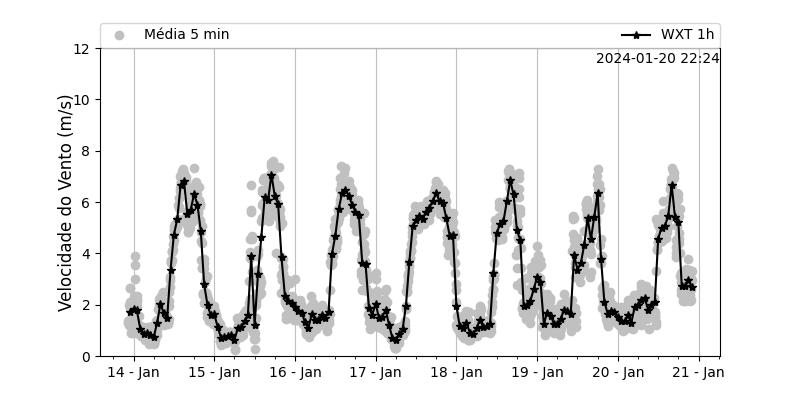 Média 5 min
WXT 1h
2024-01-20 22:24
Velocidade do Vento (m/s)
12
10
8
6
4
2
0
14 - Jan
15 - Jan
16 - Jan
17 - Jan
18 - Jan
19 - Jan
20 - Jan
21 - Jan